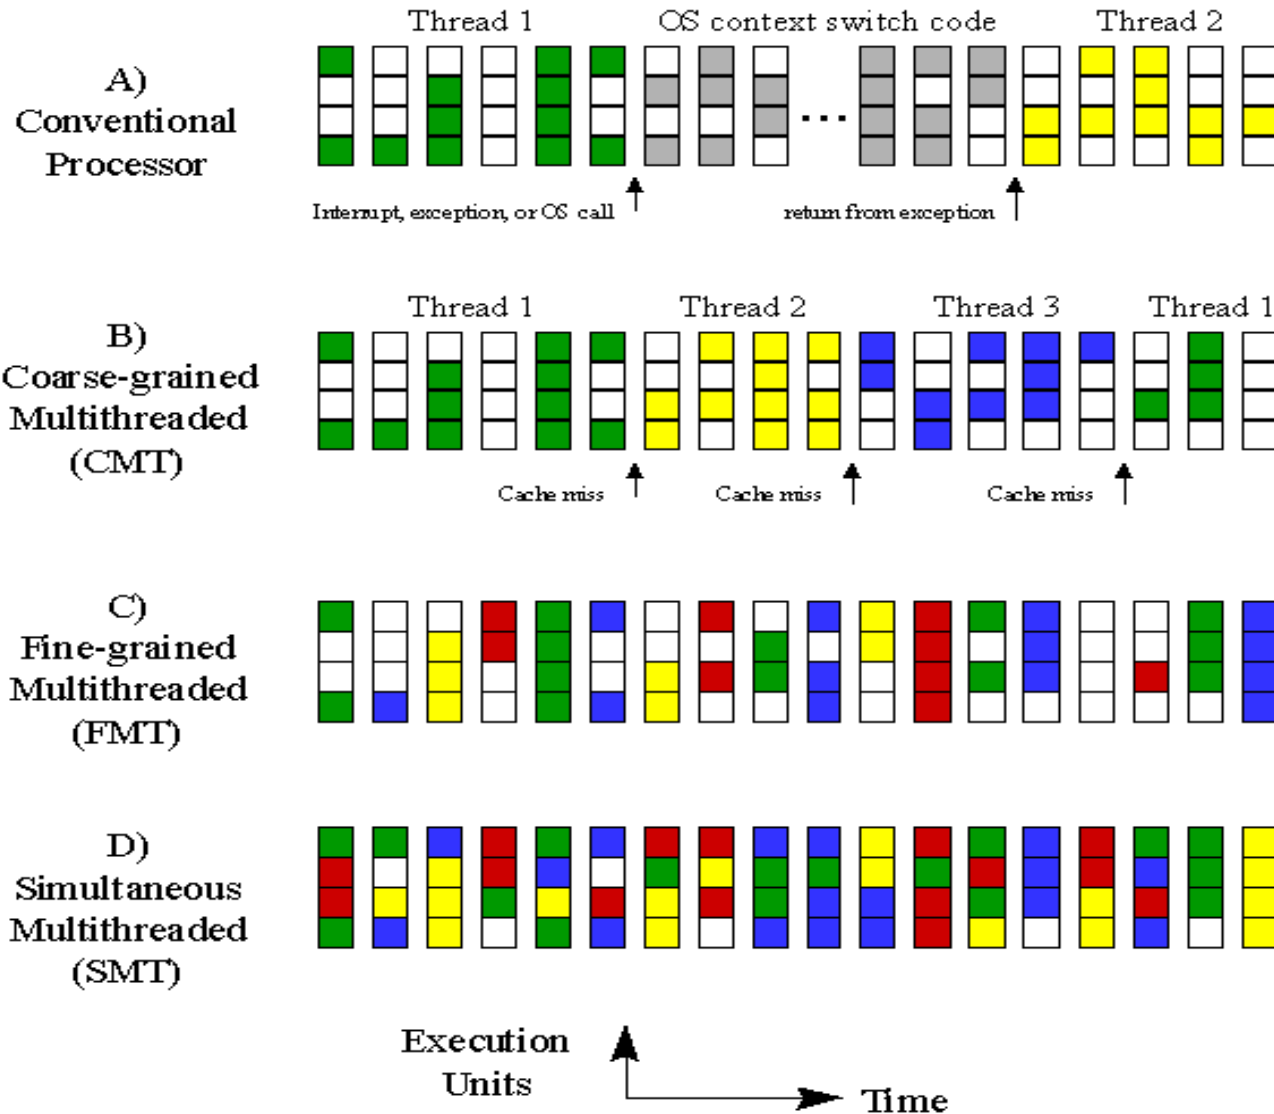 Thread 1 OS context switch code Thread 2
A)
Conventional
Processor
...
Interrupt, exception, or OS call return from exception
Thread 1 Thread 2 Thread 3 Thread 1
B)
Coarse-grained
Multithreaded
(CMT)
Cache miss Cache miss Cache miss
C)
Fine-grained
Multithreaded
(FMT)
D)
Simultaneous
Multithreaded
(SMT)
Execution
Units
Time